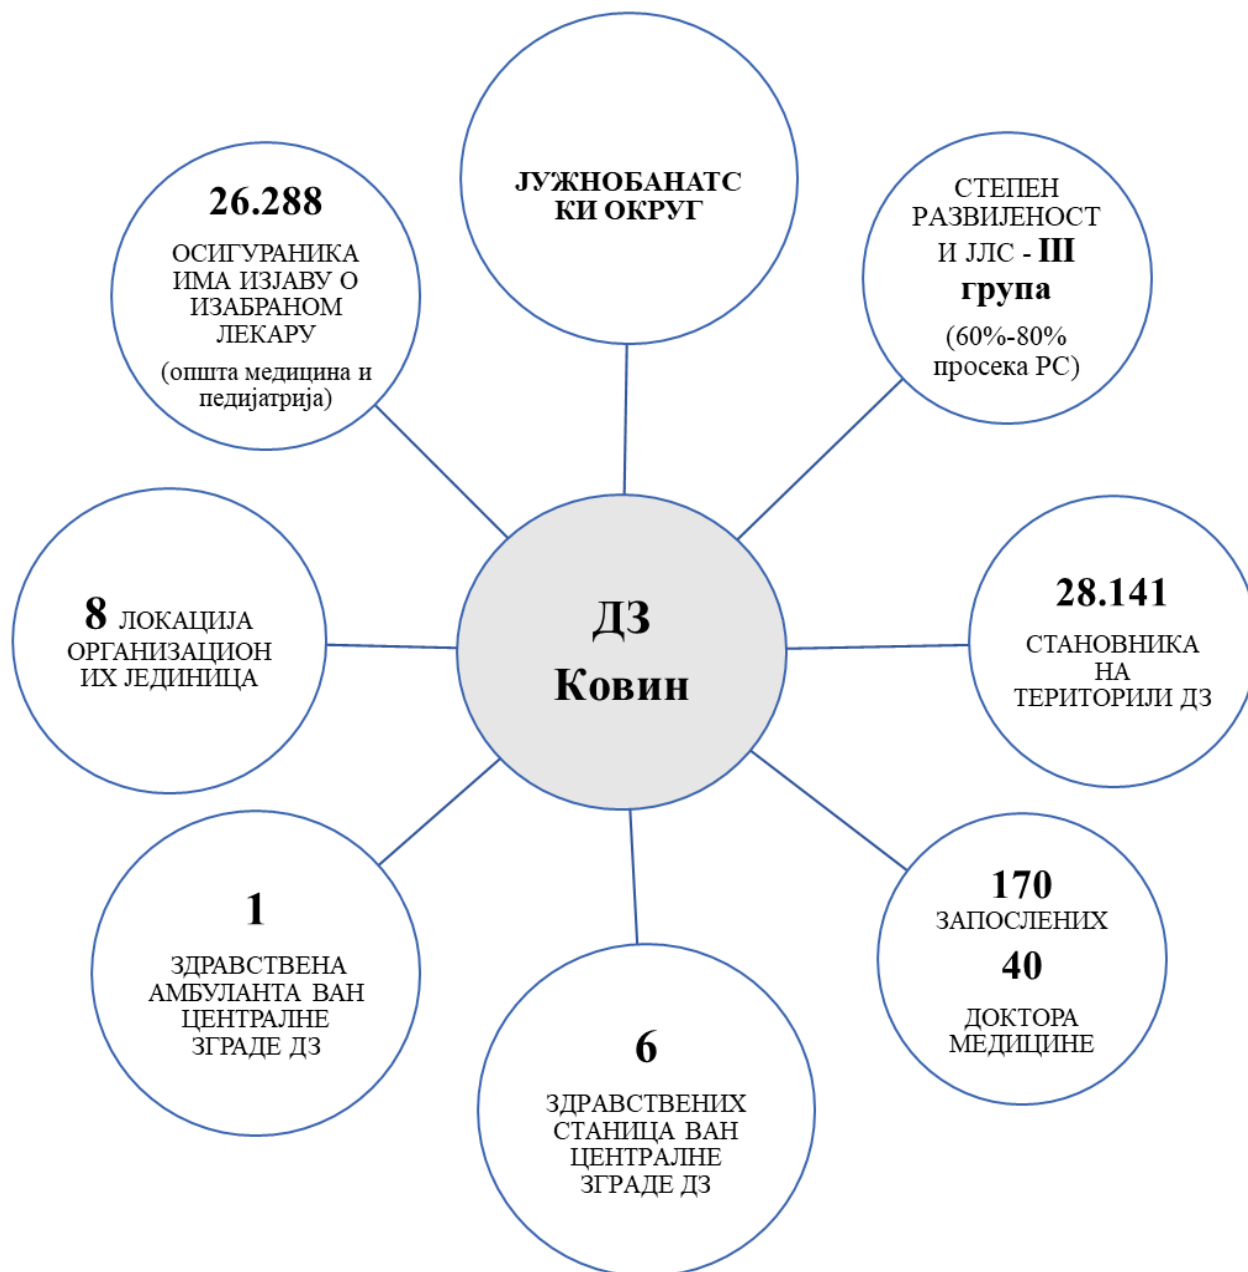 ЈУЖНОБАНАТС
КИ ОКРУГ
СТЕПЕН
РАЗВИЈЕНОСТ
И ЈЛС - III
група
(60%-80%
просека РС)
28.141
СТАНОВНИКА
НА
ТЕРИТОРИЈИ ДЗ
170
ЗАПОСЛЕНИХ
40
ДОКТОРА
МЕДИЦИНЕ
6
ЗДРАВСТВЕНИХ
СТАНИЦА ВАН
ЦЕНТРАЛНЕ
ЗГРАДЕ ДЗ
1
ЗДРАВСТВЕНА
АМБУЛАНТА ВАН
ЦЕНТРАЛНЕ
ЗГРАДЕ ДЗ
8 ЛОКАЦИЈА
ОРГАНИЗАЦИОН
ИХ ЈЕДИНИЦА
26.288
ОСИГУРАНИКА
ИМА ИЗЈАВУ О
ИЗАБРАНОМ
ЛЕКАРУ
(општа медицина и
педијатрија)
ДЗ
Ковин